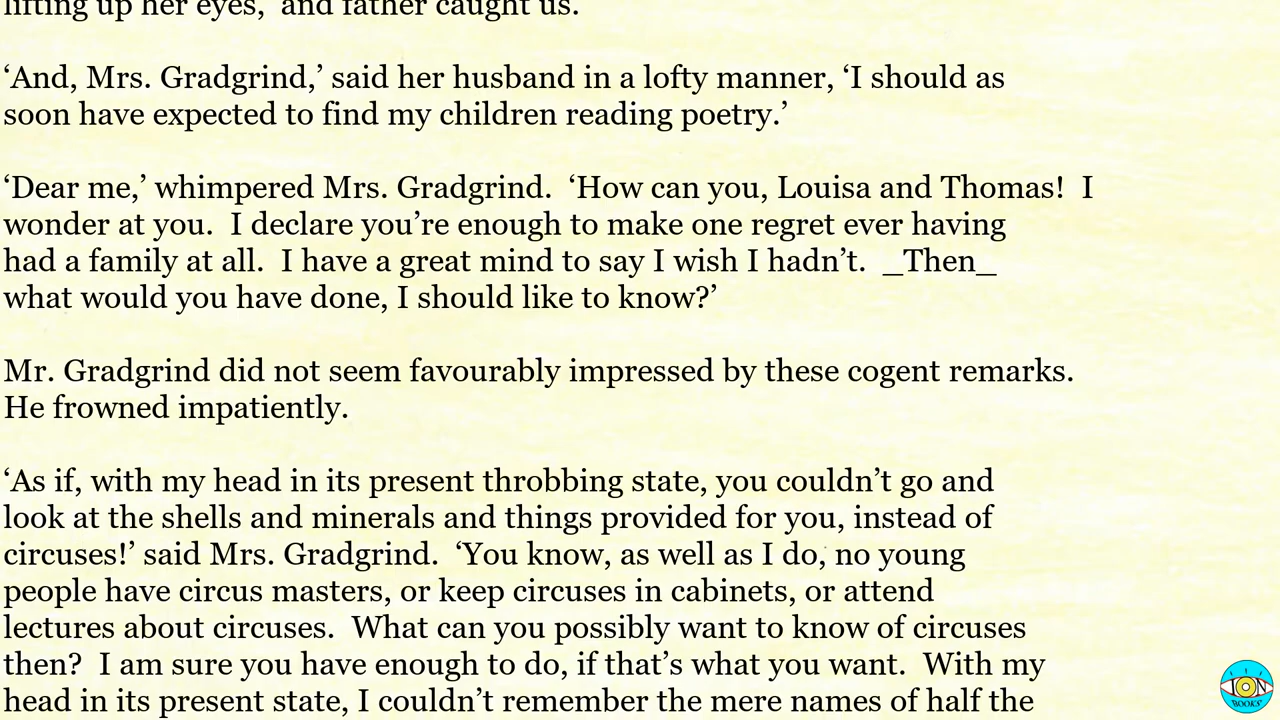 lifting up her eyes, ‘and father caught us.’
‘And, Mrs. Gradgrind,’ said her husband in a lofty manner, ‘I should as
soon have expected to find my children reading poetry.’
‘Dear me,’ whimpered Mrs. Gradgrind.  ‘How can you, Louisa and Thomas!  I
wonder at you.  I declare you’re enough to make one regret ever having
had a family at all.  I have a great mind to say I wish I hadn’t.  _Then_
what would you have done, I should like to know?’
Mr. Gradgrind did not seem favourably impressed by these cogent remarks.
He frowned impatiently.
‘As if, with my head in its present throbbing state, you couldn’t go and
look at the shells and minerals and things provided for you, instead of
circuses!’ said Mrs. Gradgrind.  ‘You know, as well as I do, no young
people have circus masters, or keep circuses in cabinets, or attend
lectures about circuses.  What can you possibly want to know of circuses
then?  I am sure you have enough to do, if that’s what you want.  With my
head in its present state, I couldn’t remember the mere names of half the
ION
BOOKS